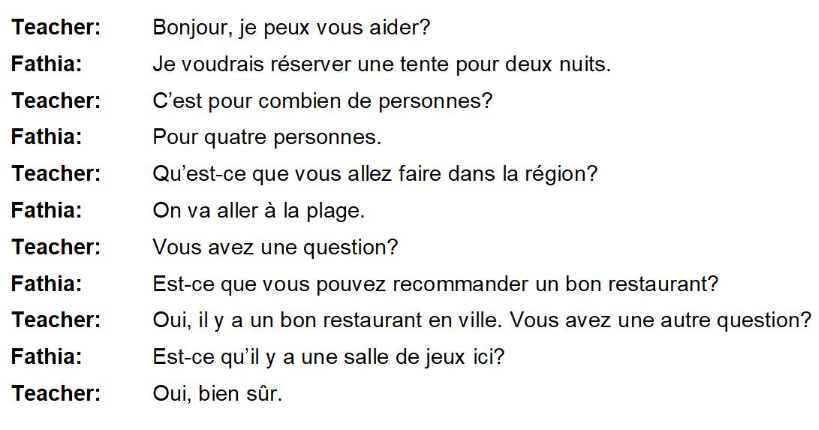 Teacher: Bonjour, je peux vous aider?
Fathia: Je voudrais réserver une tente pour deux nuits.
Teacher: C’est pour combien de personnes?
Fathia: Pour quatre personnes.
Teacher: Qu’est-ce que vous allez faire dans la région?
Fathia: On va aller à la plage.
Teacher: Vous avez une question?
Fathia: Est-ce que vous pouvez recommander un bon restaurant?
Teacher: Oui, il y a un bon restaurant en ville. Vous avez une autre question?
Fathia: Est-ce qu’il y a une salle de jeux ici?
Teacher: Oui, bien sûr.